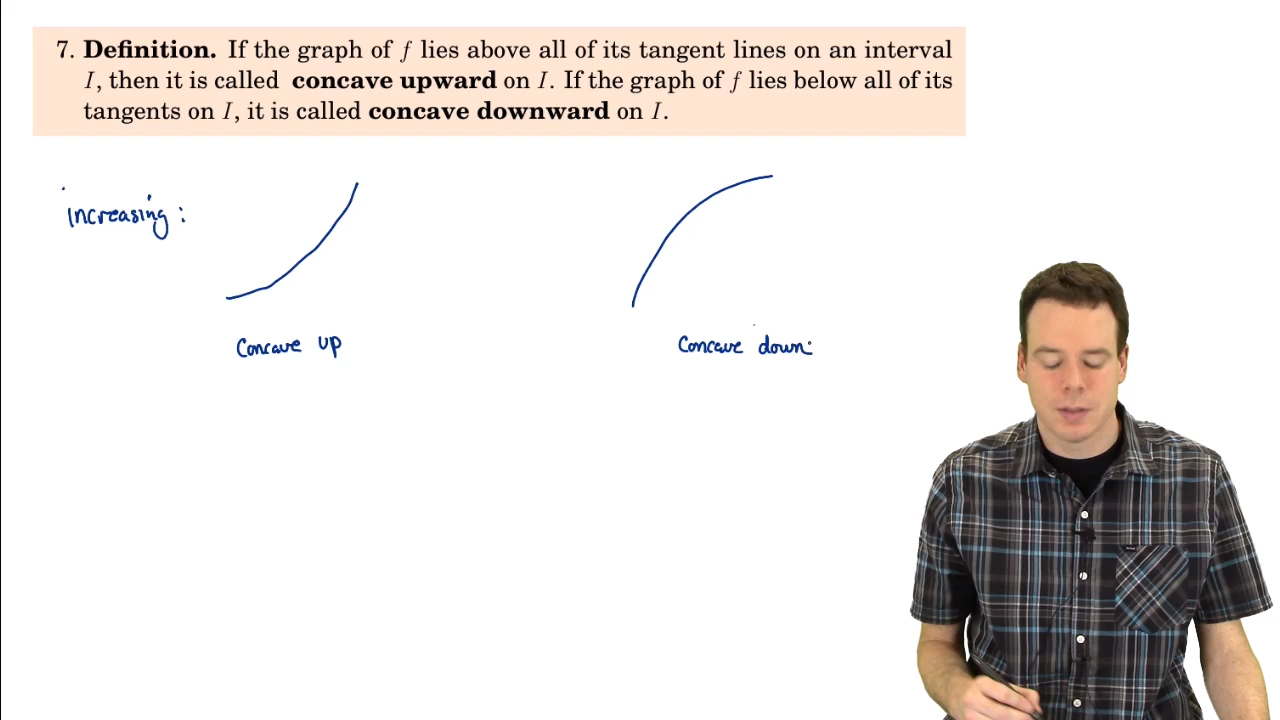 7. Definition. If the graph of f lies above all of its tangent lines on an interval
I, then it is called concave upward on I. If the graph of f lies below all of its
tangents on I, it is called concave downward on I.
increasing:
Concave up
Concave down